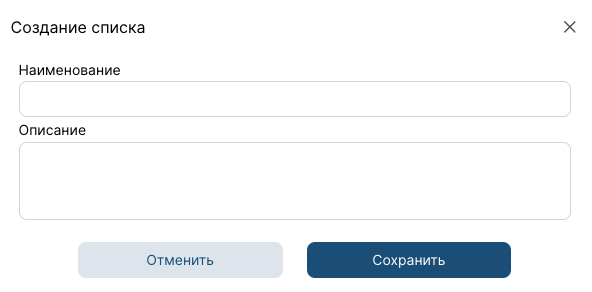 Создание списка
Наименование
Описание
Отменить
Сохранить